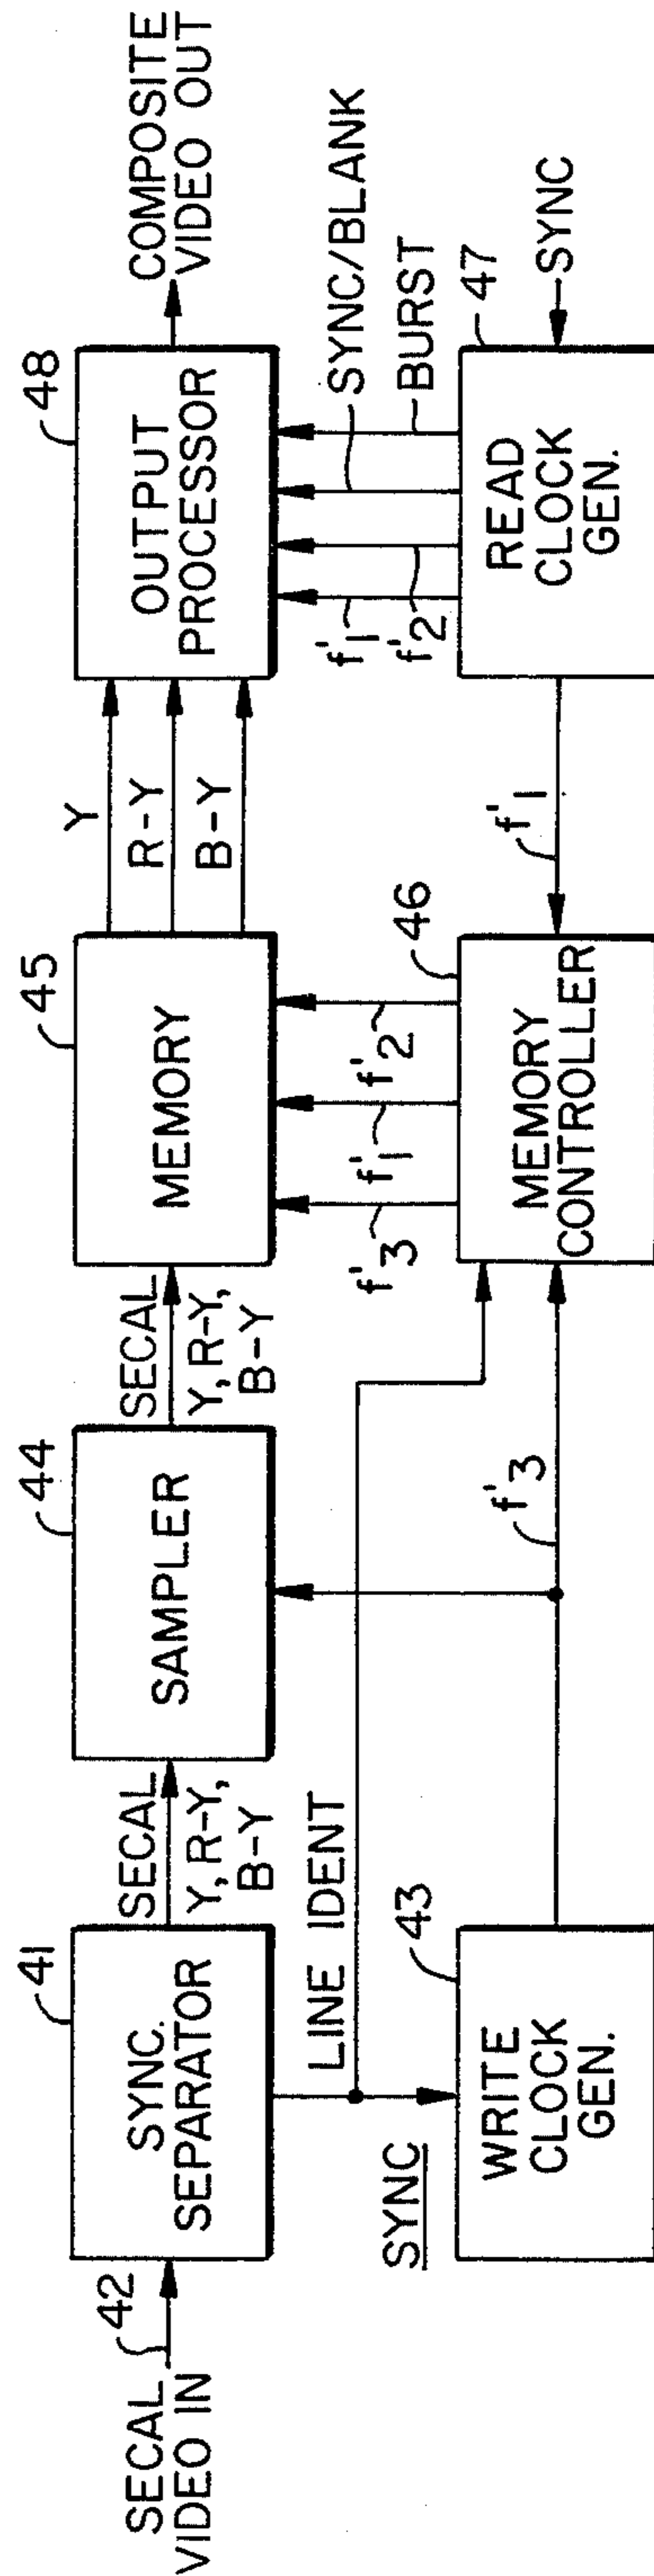 SECAL
VIDEO IN
42
SYNC.
SEPARATOR
41
SECAL
Y, R-Y,
B-Y
SAMPLER
44
SECAL
Y, R-Y,
B-Y
MEMORY
45
Y
R-Y
B-Y
OUTPUT
PROCESSOR
48
COMPOSITE
VIDEO OUT
LINE IDENT
SYNC
WRITE
CLOCK
GEN.
43
f'3
MEMORY
CONTROLLER
46
f'3
f'1
f'2
f'1
READ
CLOCK
GEN.
47
f'1
f'2
SYNC/BLANK
BURST
SYNC